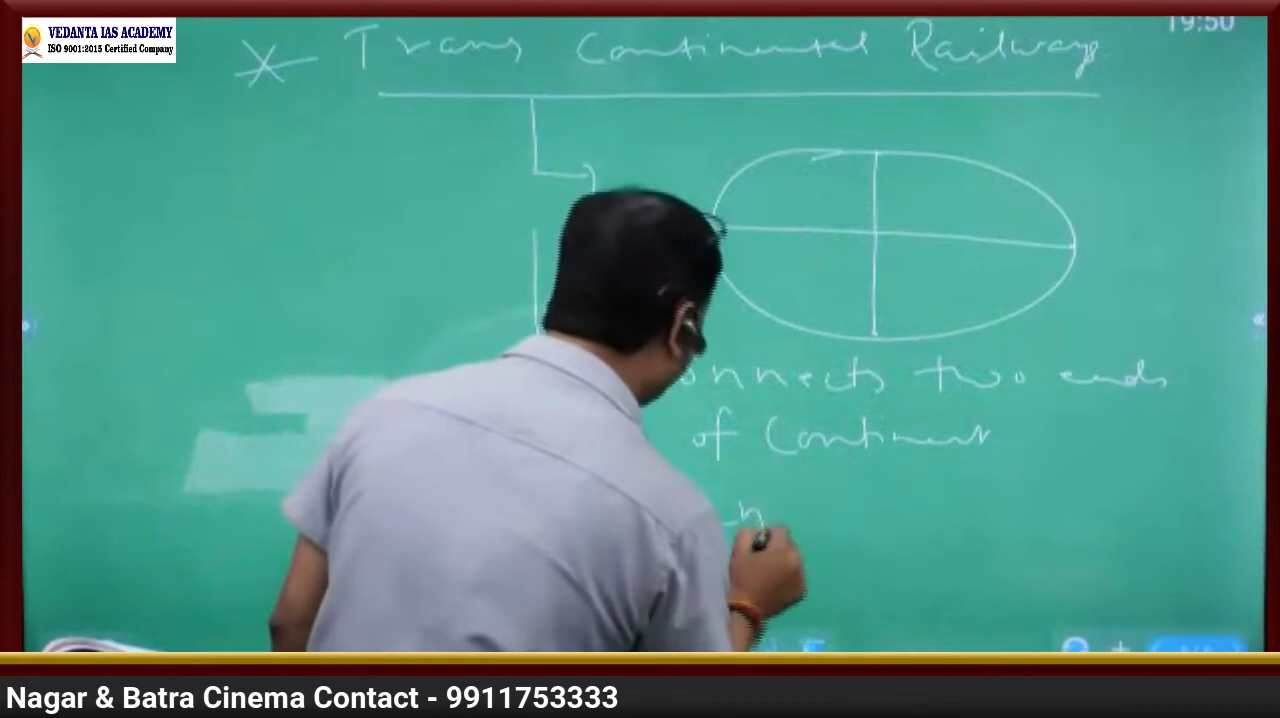 VEDANTA IAS ACADEMY
ISO 9001:2015 Certified Company
19:50
Trans Continental Railways
onnects two ends
of Continent
Nagar & Batra Cinema Contact - 9911753333